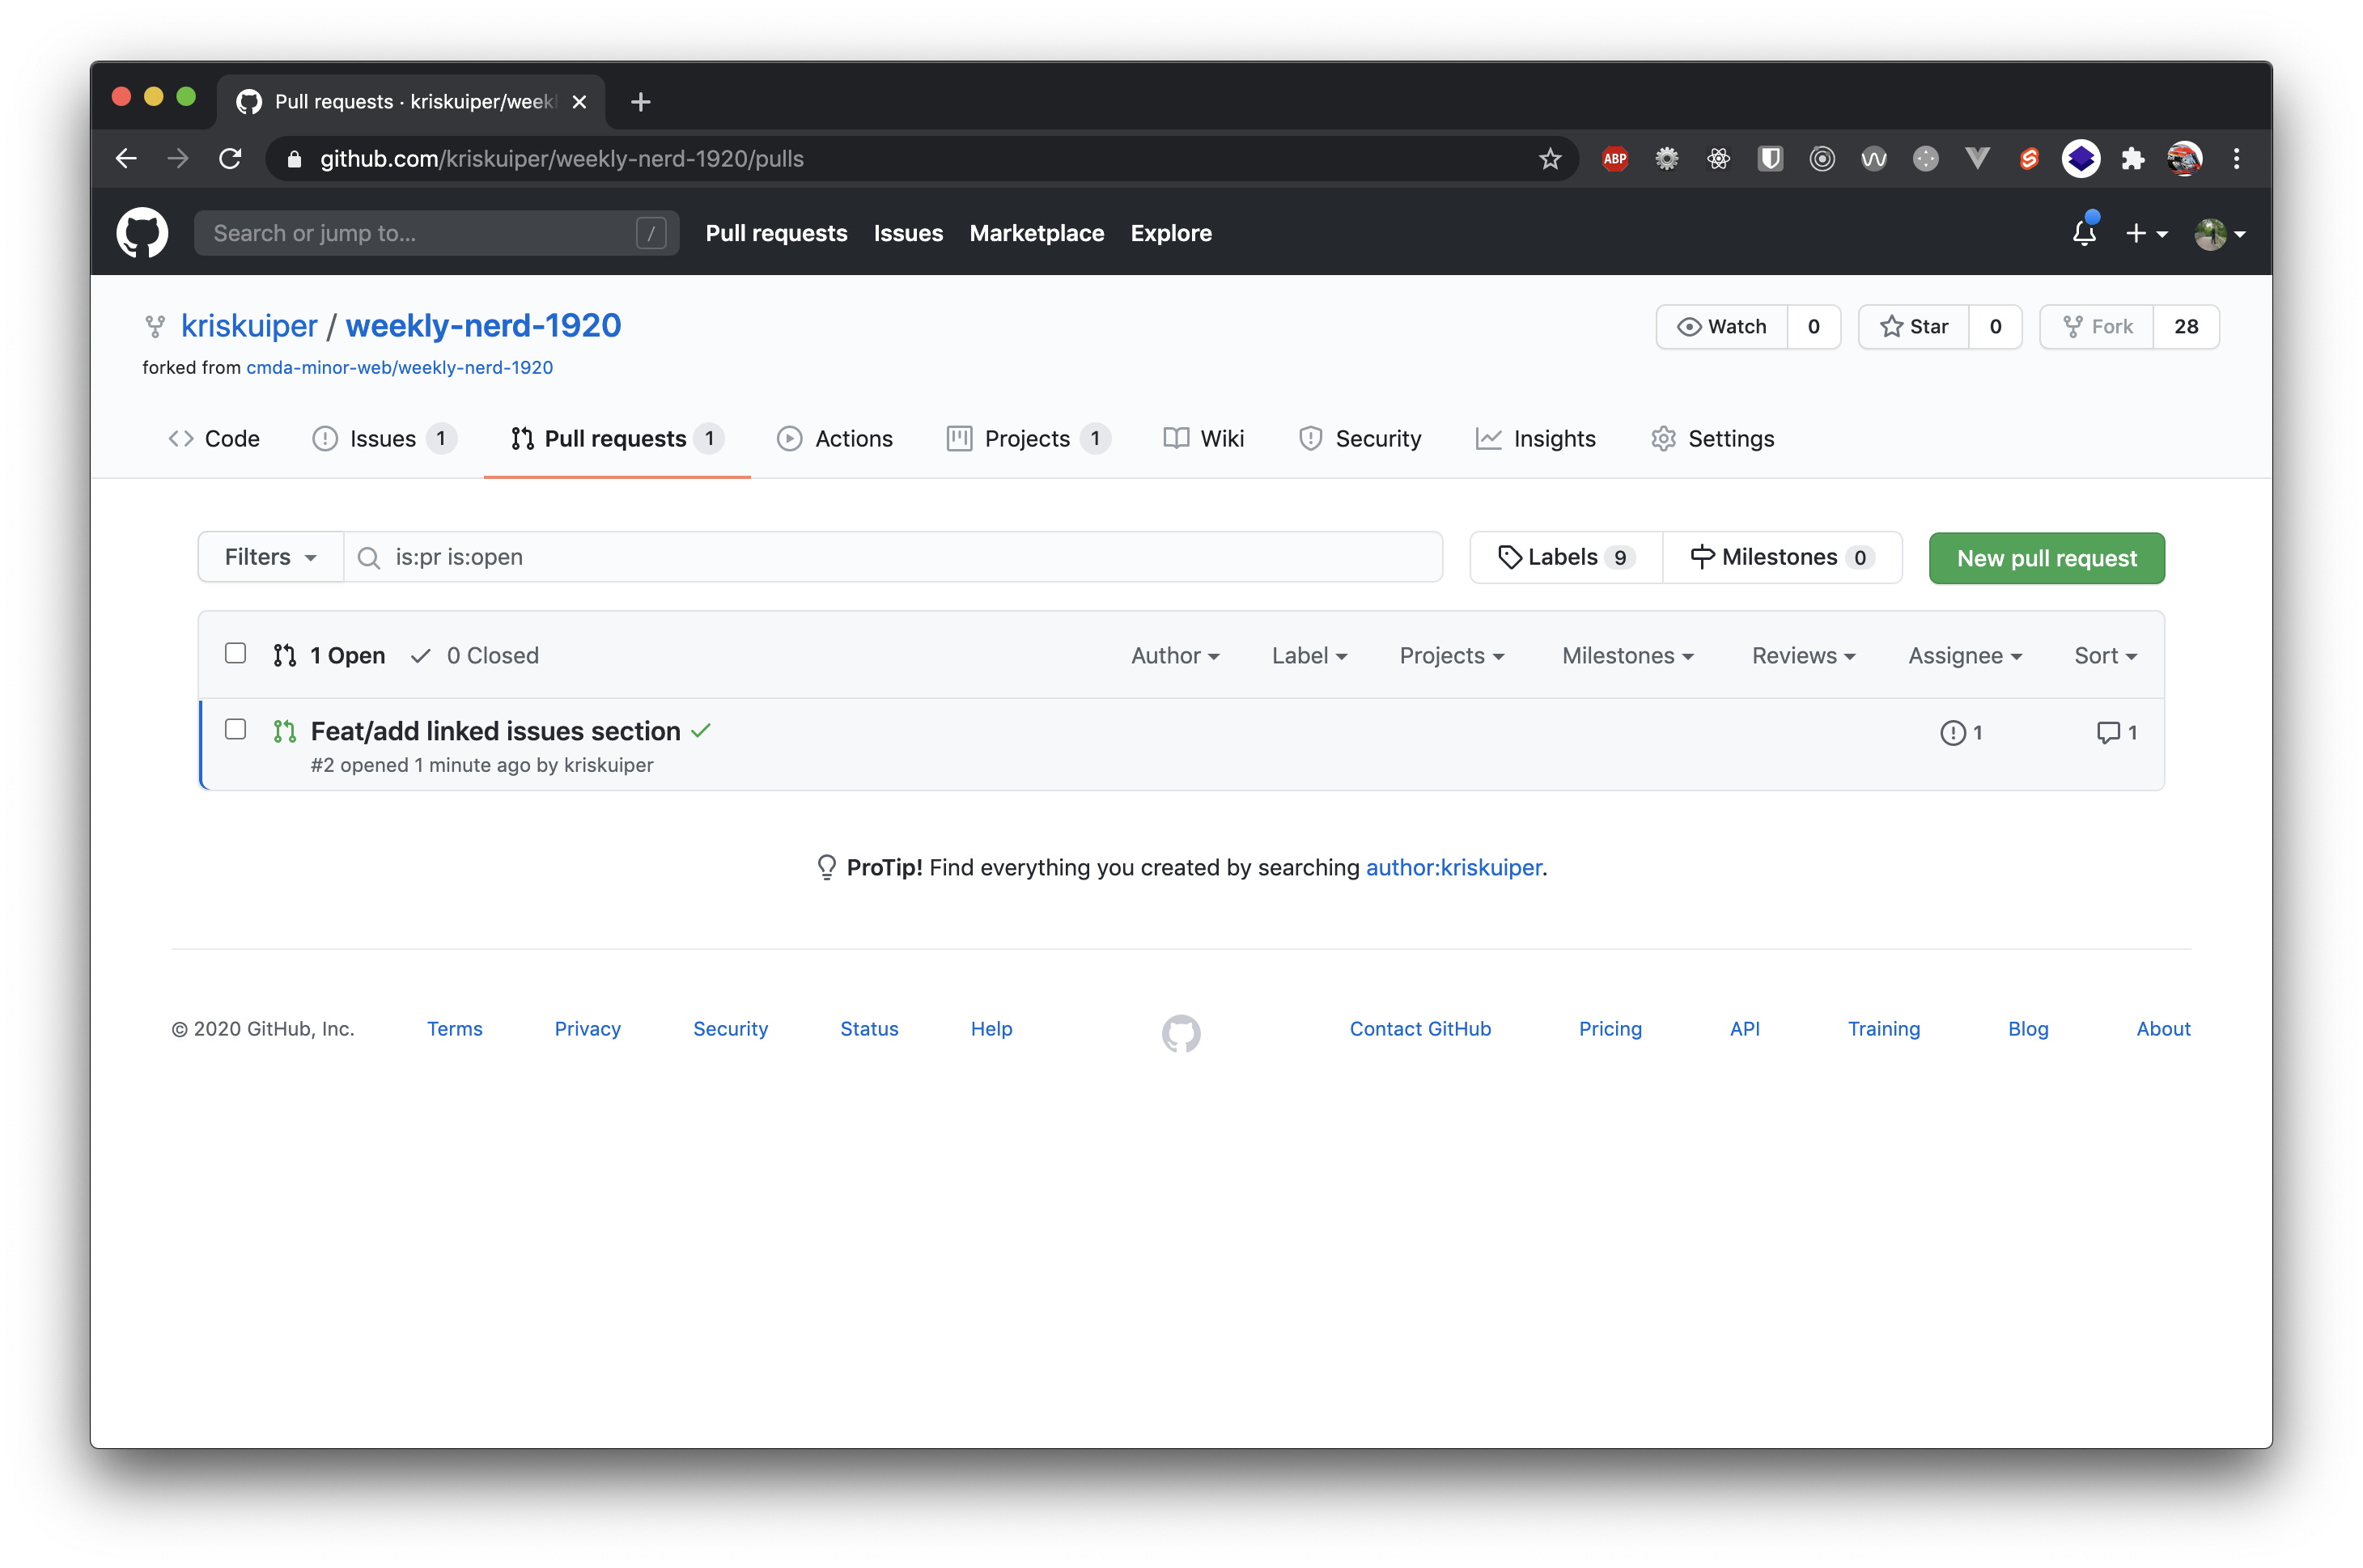 Pull requests · kriskuiper/week
github.com/kriskuiper/weekly-nerd-1920/pulls
ABP
Search or jump to...
/
Pull requests
Issues
Marketplace
Explore
kriskuiper / weekly-nerd-1920
Watch 0
Star 0
Fork 28
forked from cmda-minor-web/weekly-nerd-1920
Code
Issues 1
Pull requests 1
Actions
Projects 1
Wiki
Security
Insights
Settings
Filters
is:pr is:open
Labels 9
Milestones 0
New pull request
1 Open
0 Closed
Author
Label
Projects
Milestones
Reviews
Assignee
Sort
Feat/add linked issues section
1
1
#2 opened 1 minute ago by kriskuiper
ProTip! Find everything you created by searching author:kriskuiper.
© 2020 GitHub, Inc.
Terms
Privacy
Security
Status
Help
Contact GitHub
Pricing
API
Training
Blog
About